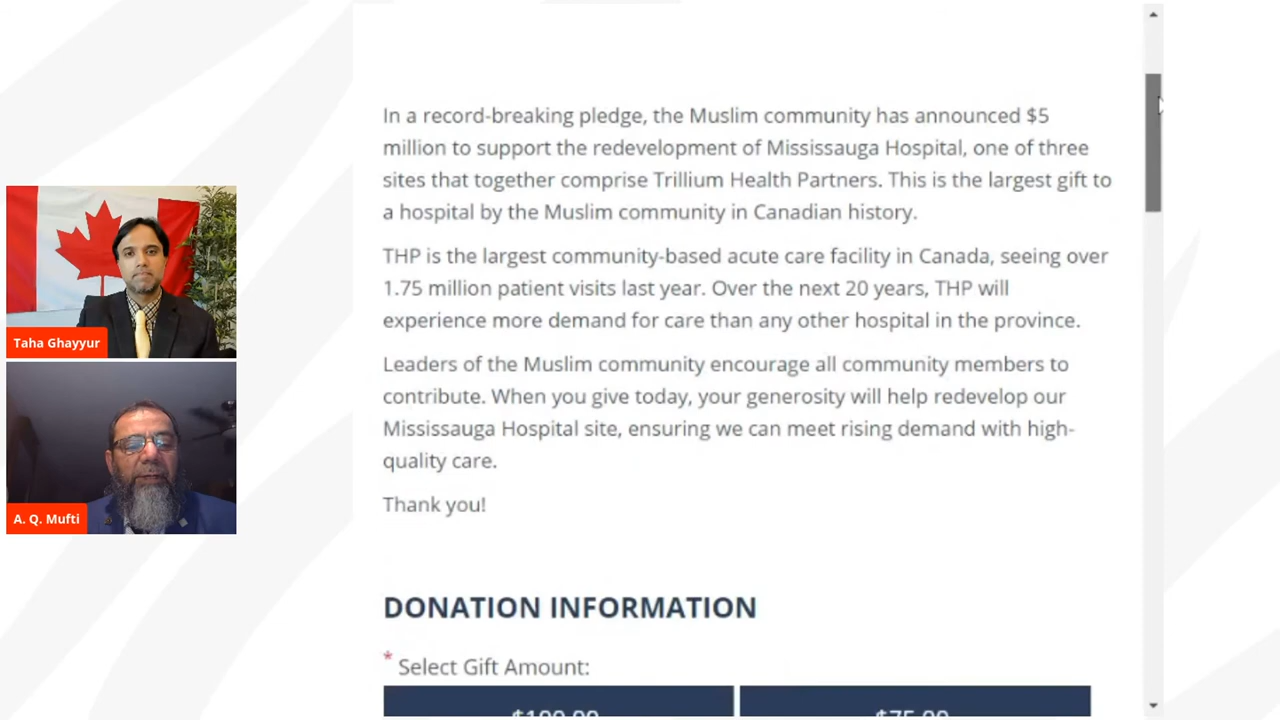 In a record-breaking pledge, the Muslim community has announced $5
million to support the redevelopment of Mississauga Hospital, one of three
sites that together comprise Trillium Health Partners. This is the largest gift to
a hospital by the Muslim community in Canadian history.
THP is the largest community-based acute care facility in Canada, seeing over
1.75 million patient visits last year. Over the next 20 years, THP will
experience more demand for care than any other hospital in the province.
Leaders of the Muslim community encourage all community members to
contribute. When you give today, your generosity will help redevelop our
Mississauga Hospital site, ensuring we can meet rising demand with high-
quality care.
Thank you!
DONATION INFORMATION
* Select Gift Amount:
$100.00 $75.00
Taha Ghayyur
A. Q. Mufti